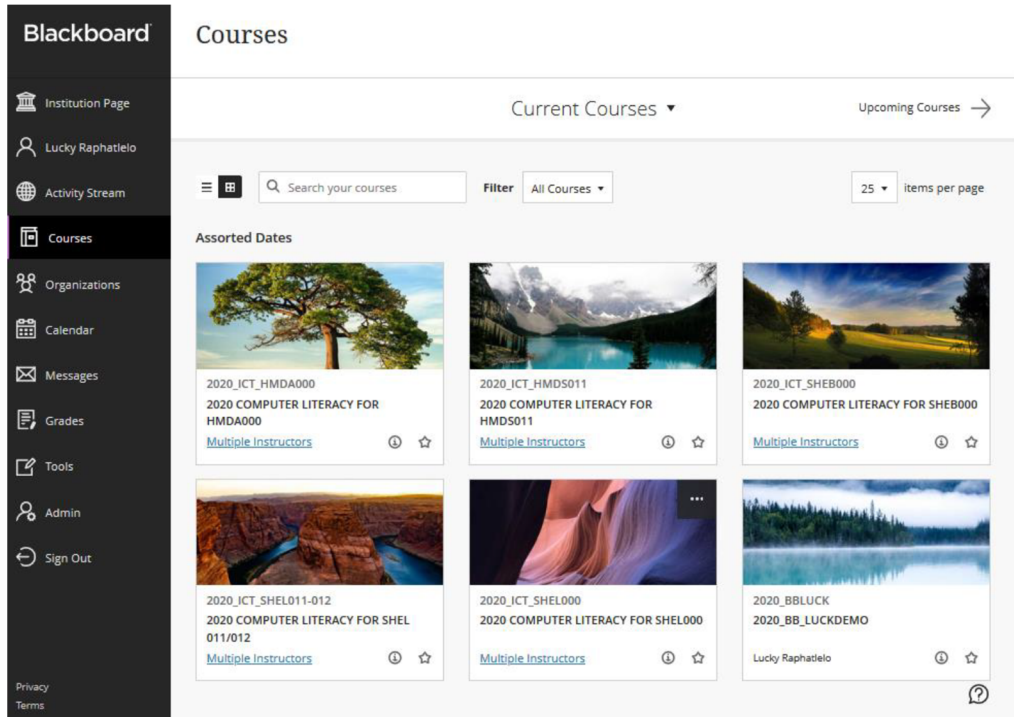 Blackboard
Institution Page
Lucky Raphatlelo
Activity Stream
Courses
Organizations
Calendar
Messages
Grades
Tools
Admin
Sign Out
Privacy
Terms
Courses
Current Courses
Upcoming Courses
Search your courses
Filter
All Courses
25
items per page
Assorted Dates
2020_ICT_HMDA000
2020 COMPUTER LITERACY FOR
HMDA000
Multiple Instructors
2020_ICT_HMDS011
2020 COMPUTER LITERACY FOR
HMDS011
Multiple Instructors
2020_ICT_SHEB000
2020 COMPUTER LITERACY FOR SHEB000
Multiple Instructors
2020_ICT_SHEL011-012
2020 COMPUTER LITERACY FOR SHEL
011/012
Multiple Instructors
2020_ICT_SHEL000
2020 COMPUTER LITERACY FOR SHEL000
Multiple Instructors
2020_BBLUCK
2020_BB_LUCKDEMO
Lucky Raphatlelo